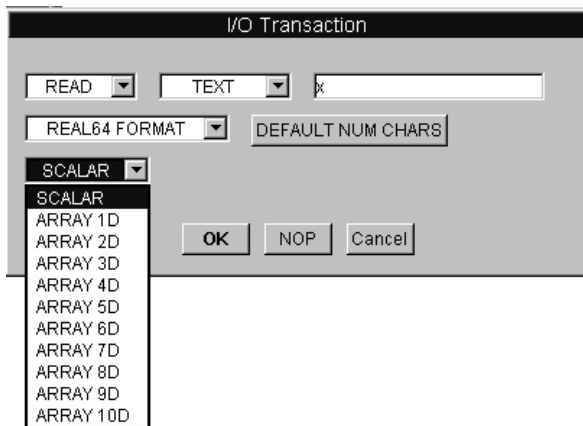 I/O Transaction
READ TEXT x
REAL64 FORMAT DEFAULT NUM CHARS
SCALAR
SCALAR
ARRAY 1D
ARRAY 2D
OK NOP Cancel
ARRAY 3D
ARRAY 4D
ARRAY 5D
ARRAY 6D
ARRAY 7D
ARRAY 8D
ARRAY 9D
ARRAY 10D